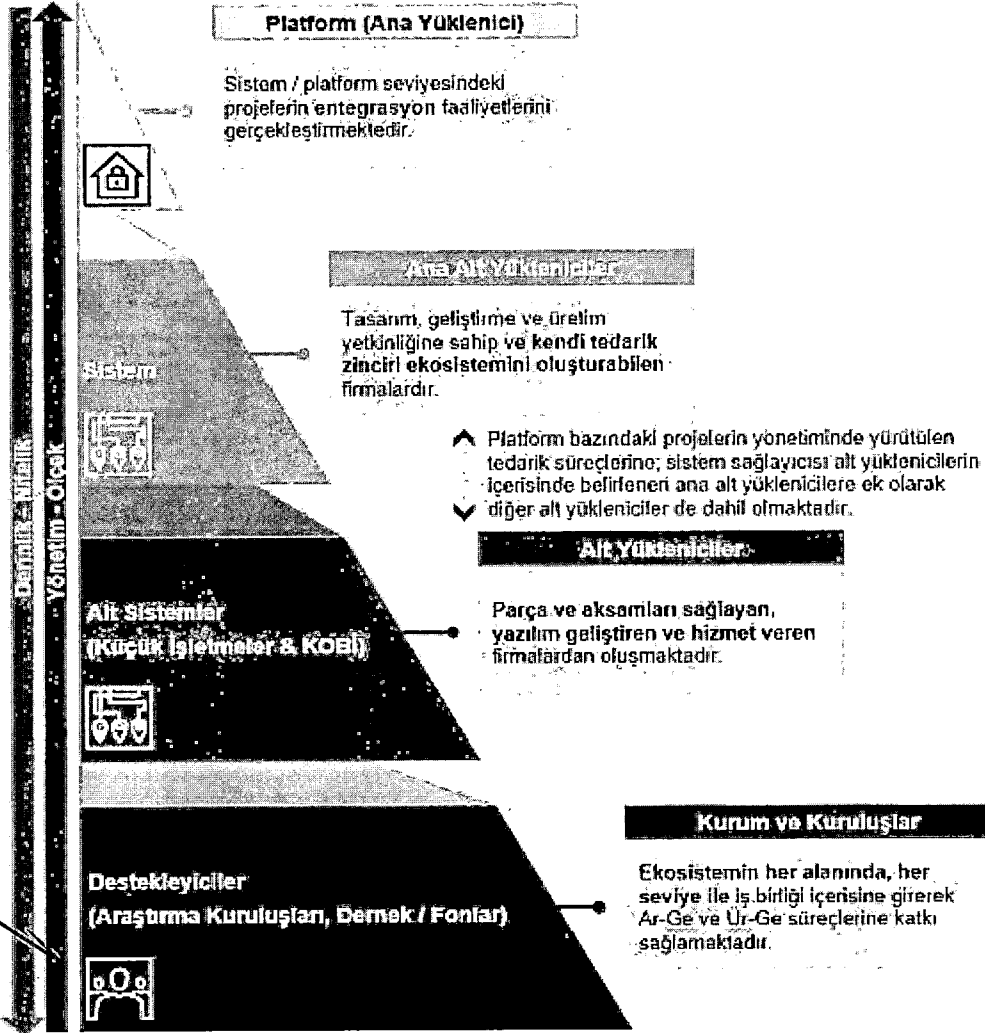 Platform (Ana Yüklenici)
Sistem / platform seviyesindeki
projelerin entegrasyon faaliyetlerini
gerçekleştirmektedir.
Ana Alt Yükleniciler
Tasarım, geliştirme ve üretim
yetkinliğine sahip ve kendi tedarik
zinciri ekosistemini oluşturabilen
firmalardır.
Sistem
Platform bazındaki projelerin yönetiminde yürütülen
tedarik süreçlerine; sistem sağlayıcısı alt yüklenicilerin
içerisinde belirlenen ana alt yüklenicilere ek olarak
diğer alt yükleniciler de dahil olmaktadır.
Alt Yükleniciler
Alt Sistemler
(Küçük İşletmeler & KOBİ)
Parça ve aksamları sağlayan,
yazılım geliştiren ve hizmet veren
firmalardan oluşmaktadır.
Kurum ve Kuruluşlar
Destekleyiciler
(Araştırma Kuruluşları, Dernek / Fonlar)
Ekosistemin her alanında, her
seviye ile iş birliği içerisine girerek
Ar-Ge ve Ür-Ge süreçlerine katkı
sağlamaktadır.
Derinlik - Nitelik
Yönetim - Ölçek